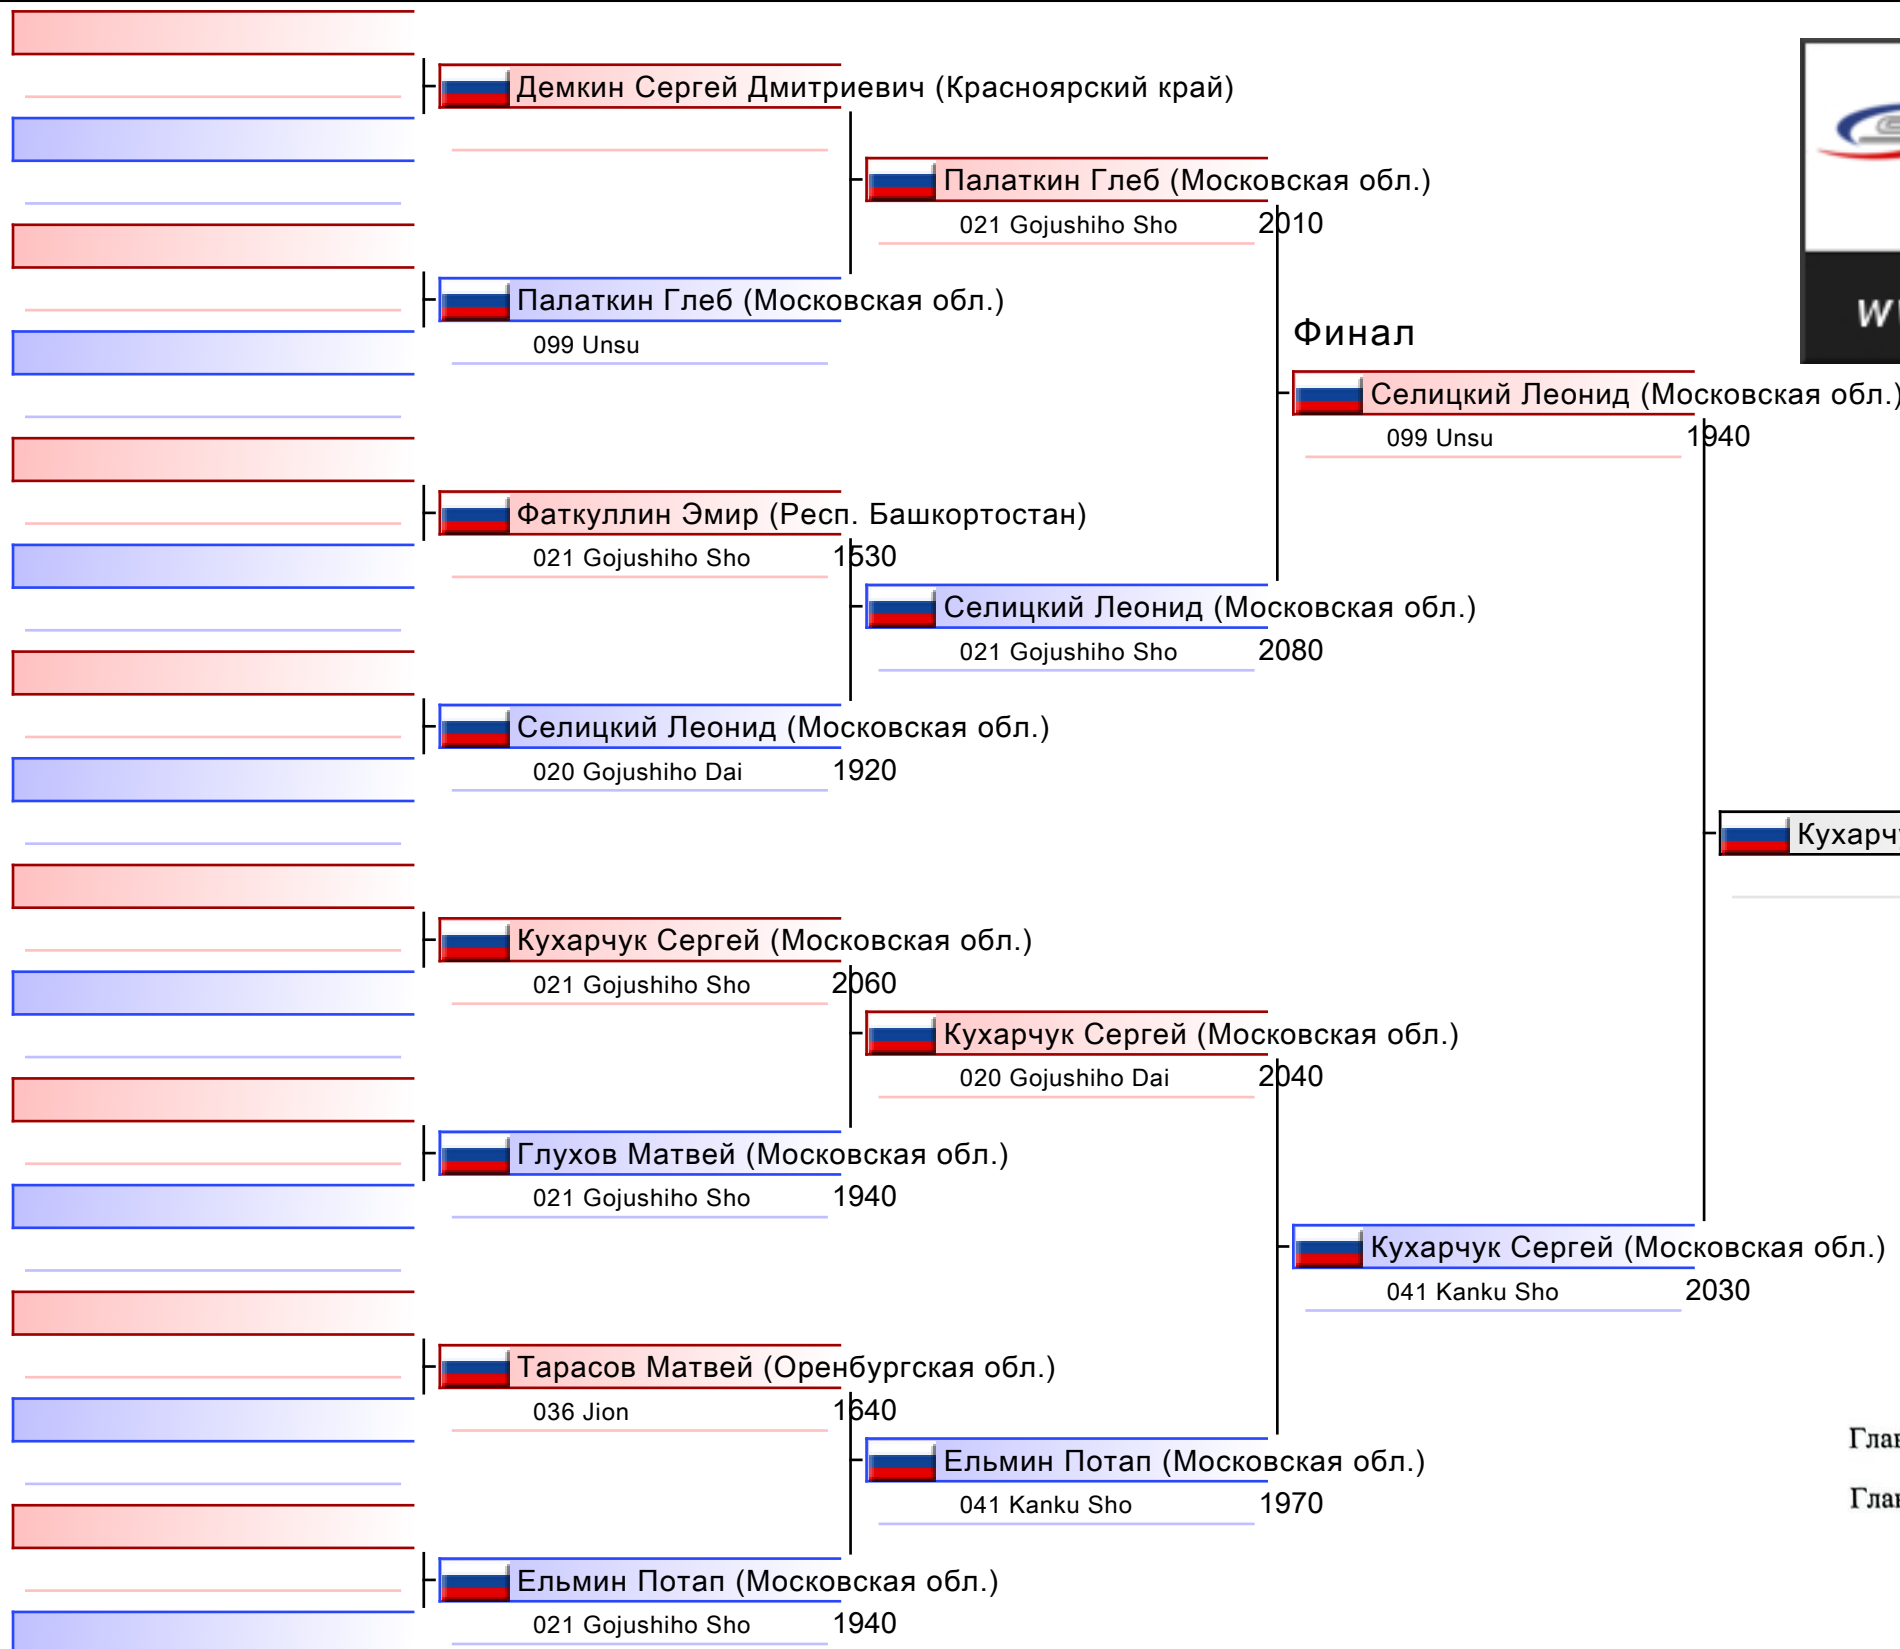 Демкин Сергей Дмитриевич (Красноярский край)
Палаткин Глеб (Московская обл.)
021 Gojushiho Sho 2010
Палаткин Глеб (Московская обл.)
099 Unsu
Финал
Селицкий Леонид (Московская обл.)
099 Unsu 1940
Фаткуллин Эмир (Респ. Башкортостан)
021 Gojushiho Sho 1530
Селицкий Леонид (Московская обл.)
021 Gojushiho Sho 2080
Селицкий Леонид (Московская обл.)
020 Gojushiho Dai 1920
Кухарчу
Кухарчук Сергей (Московская обл.)
021 Gojushiho Sho 2060
Кухарчук Сергей (Московская обл.)
020 Gojushiho Dai 2040
Глухов Матвей (Московская обл.)
021 Gojushiho Sho 1940
Кухарчук Сергей (Московская обл.)
041 Kanku Sho 2030
Тарасов Матвей (Оренбургская обл.)
036 Jion 1640
Ельмин Потап (Московская обл.)
041 Kanku Sho 1970
Ельмин Потап (Московская обл.)
021 Gojushiho Sho 1940